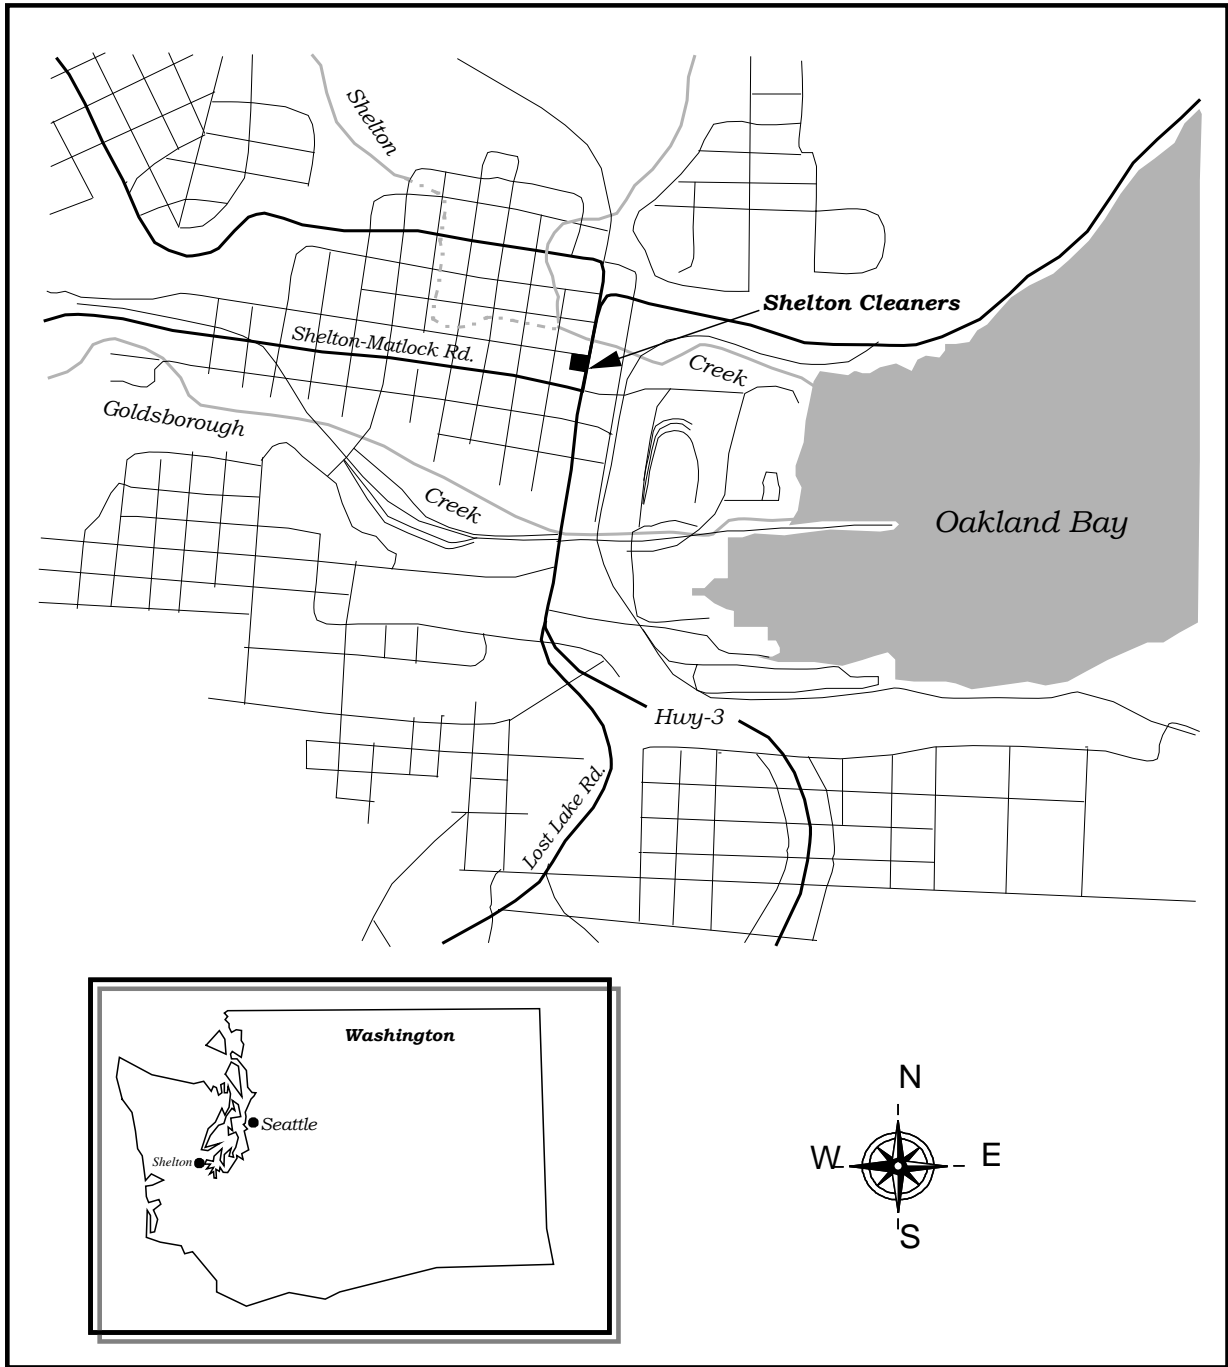 Shelton
Shelton Cleaners
Shelton-Matlock Rd.
Creek
Goldsborough
Creek
Oakland Bay
Hwy-3
Lost Lake Rd.
Washington
Seattle
Shelton
N
W
E
S